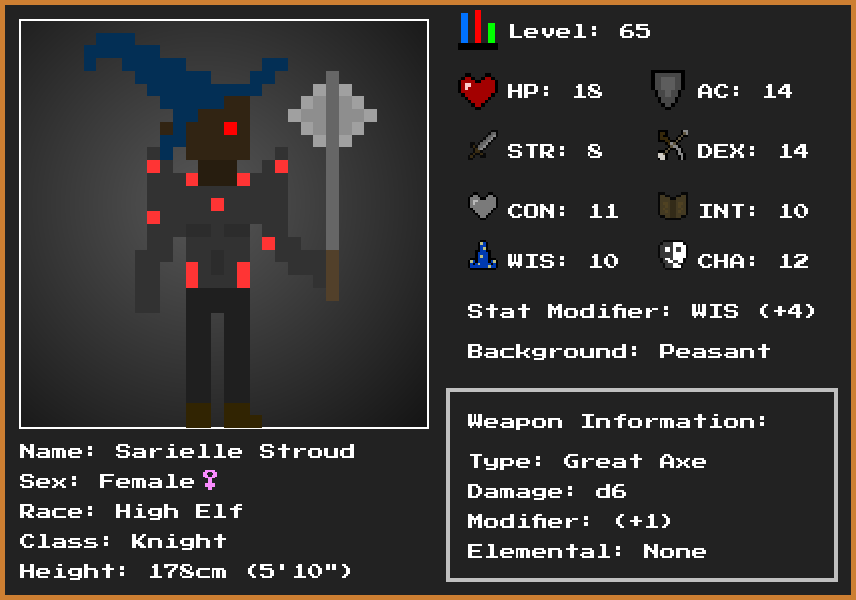 Level: 65
HP: 18 AC: 14
STR: 8 DEX: 14
CON: 11 INT: 10
WIS: 10 CHA: 12
Stat Modifier: WIS (+4)
Background: Peasant
Weapon Information:
Type: Great Axe
Damage: d6
Modifier: (+1)
Elemental: None
Name: Sarielle Stroud
Sex: Female♀
Race: High Elf
Class: Knight
Height: 178cm (5'10")